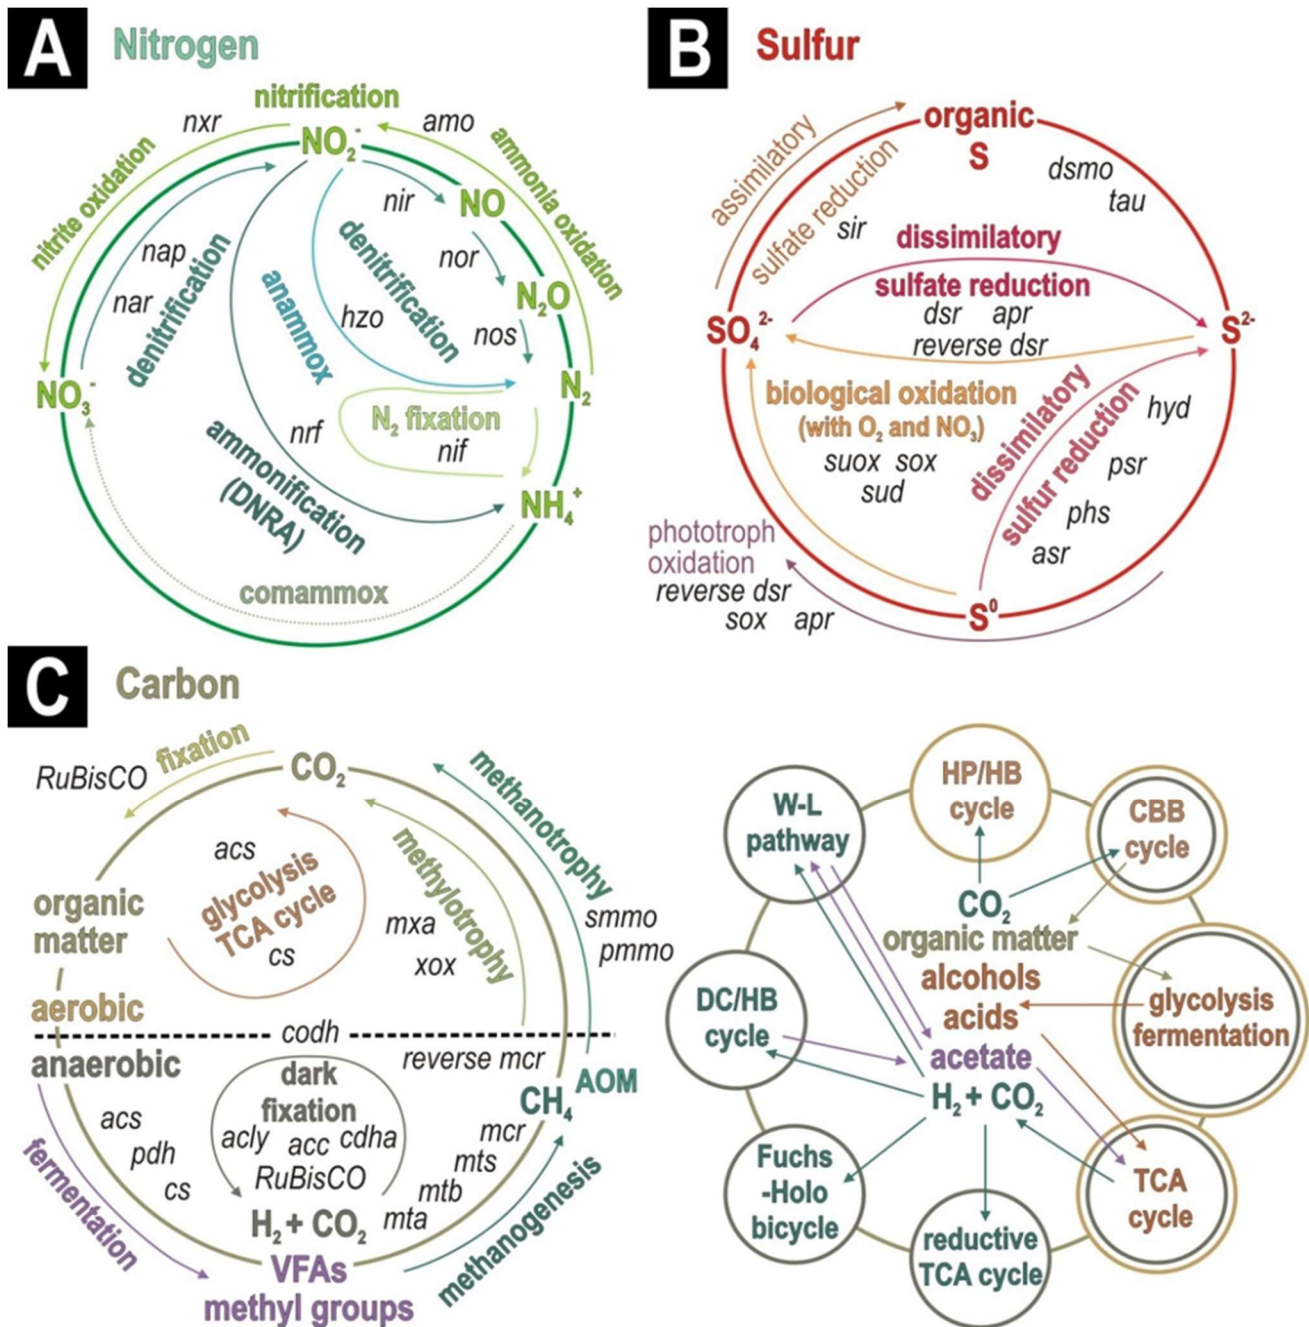 A Nitrogen
nitrification
nxr
NO₂⁻
amo
nitrite oxidation
ammonia oxidation
nir
NO
nap
nar
denitrification
nor
N₂O
anammox
denitrification
hzo
nos
NO₃⁻
N₂
N₂ fixation
nif
nrf
ammonification
(DNRA)
NH₄⁺
comammox
B Sulfur
organic
S
assimilatory
sulfate reduction
sir
dsmo
tau
dissimilatory
sulfate reduction
dsr apr
reverse dsr
SO₄²⁻
S²⁻
biological oxidation
(with O₂ and NO₃)
suox sox
sud
dissimilatory
sulfur reduction
hyd
psr
phs
asr
phototroph
oxidation
reverse dsr
sox apr
S⁰
C Carbon
fixation
RuBisCO
CO₂
methanotrophy
acs
glycolysis
TCA cycle
cs
methylotrophy
mxa
xox
smmo
pmmo
organic
matter
aerobic
codh
anaerobic
reverse mcr
dark
fixation
AOM
CH₄
acly acc cdha
RuBisCO
acs
pdh
cs
mcr
mts
mtb
mta
fermentation
H₂ + CO₂
VFAs
methyl groups
methanogenesis
HP/HB
cycle
W-L
pathway
CBB
cycle
CO₂
organic matter
alcohols
acids
glycolysis
fermentation
DC/HB
cycle
acetate
H₂ + CO₂
Fuchs
-Holo
bicycle
TCA
cycle
reductive
TCA cycle